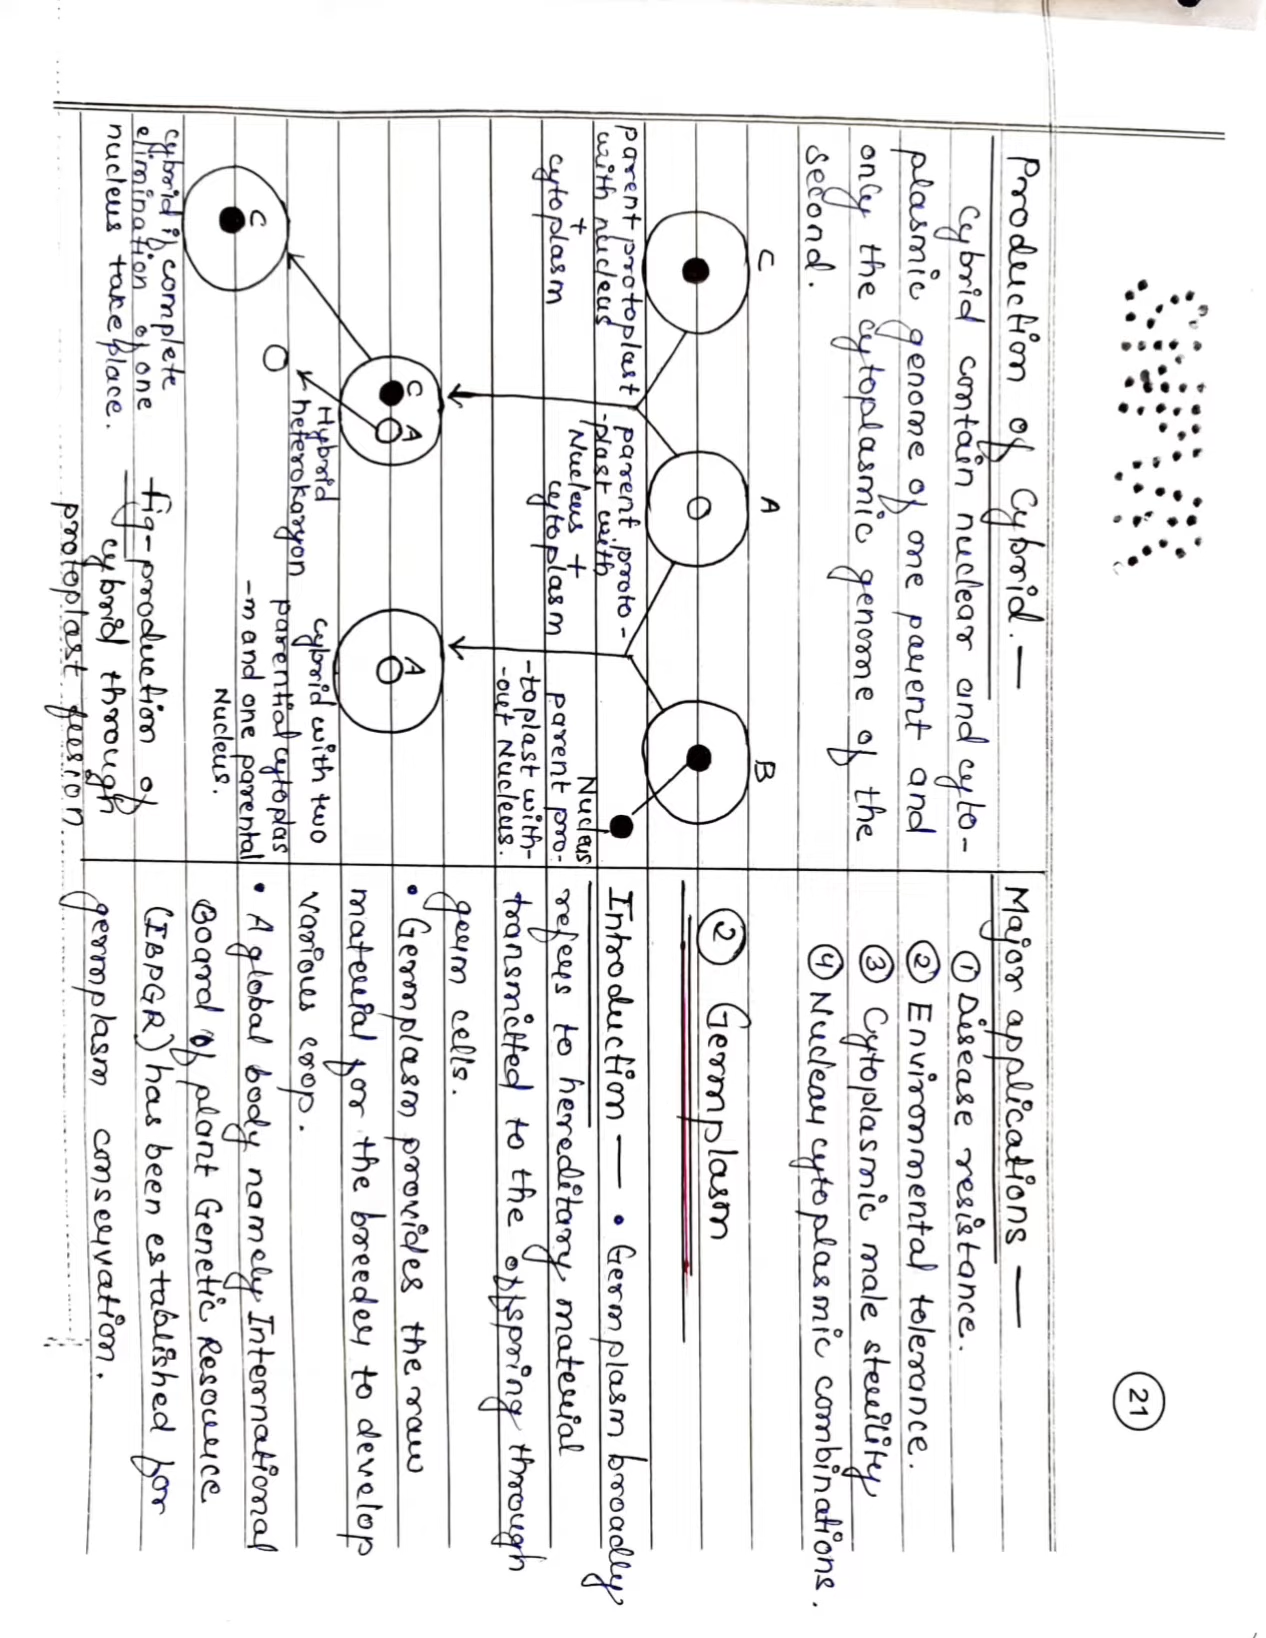 21
Production of Cybrid. —
Cybrid contain nuclear and cyto-
plasmic genome of one parent and
only the cytoplasmic genome of the
second.
C
A
B
parent protoplast
with nucleus
+
cytoplasm
parent proto-
-plast with
Nucleus +
cytoplasm
Nucleus
parent pro-
-toplast with-
-out Nucleus.
C A
A
Hybrid
heterokaryon
cybrid with two
parential cytoplas
-m and one parental
Nucleus.
C
cybrid if complete
elimination of one
nucleus take place.
fig- production of
cybrid through
protoplast fusion.
Major applications —
① Disease resistance.
② Environmental tolerance.
③ Cytoplasmic male sterility
④ Nuclear cytoplasmic combinations.
② Germplasm
Introduction — • Germplasm broadly
refers to hereditary material
transmitted to the offspring through
germ cells.
• Germplasm provides the raw
material for the breeder to develop
various crop.
• A global body namely International
Board of plant Genetic Resource
(IBPGR) has been established for
germplasm conservation.